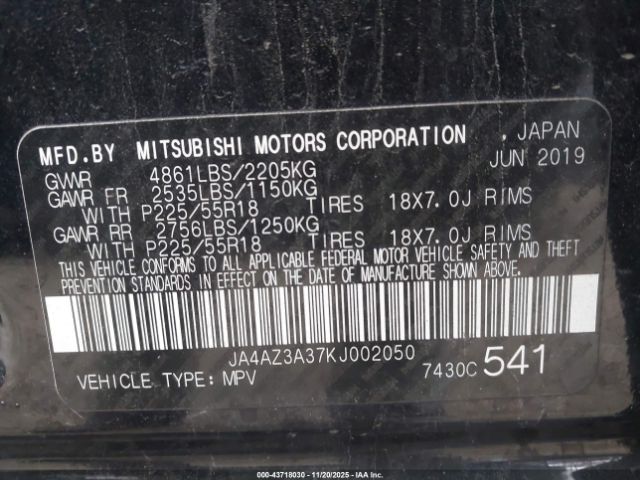 MFD.BY MITSUBISHI MOTORS CORPORATION , JAPAN
GVWR 4861LBS/2205KG JUN 2019
GAWR FR 2535LBS/1150KG
WITH P225/55R18 TIRES 18X7.0J RIMS
GAWR RR 2756LBS/1250KG
WITH P225/55R18 TIRES 18X7.0J RIMS
THIS VEHICLE CONFORMS TO ALL APPLICABLE FEDERAL MOTOR VEHICLE SAFETY AND THEFT
PREVENTION STANDARDS IN EFFECT ON THE DATE OF MANUFACTURE SHOWN ABOVE.
JA4AZ3A37KJ002050
VEHICLE TYPE: MPV 7430C 541
000-43718030 - 11/20/2025 - IAA Inc.